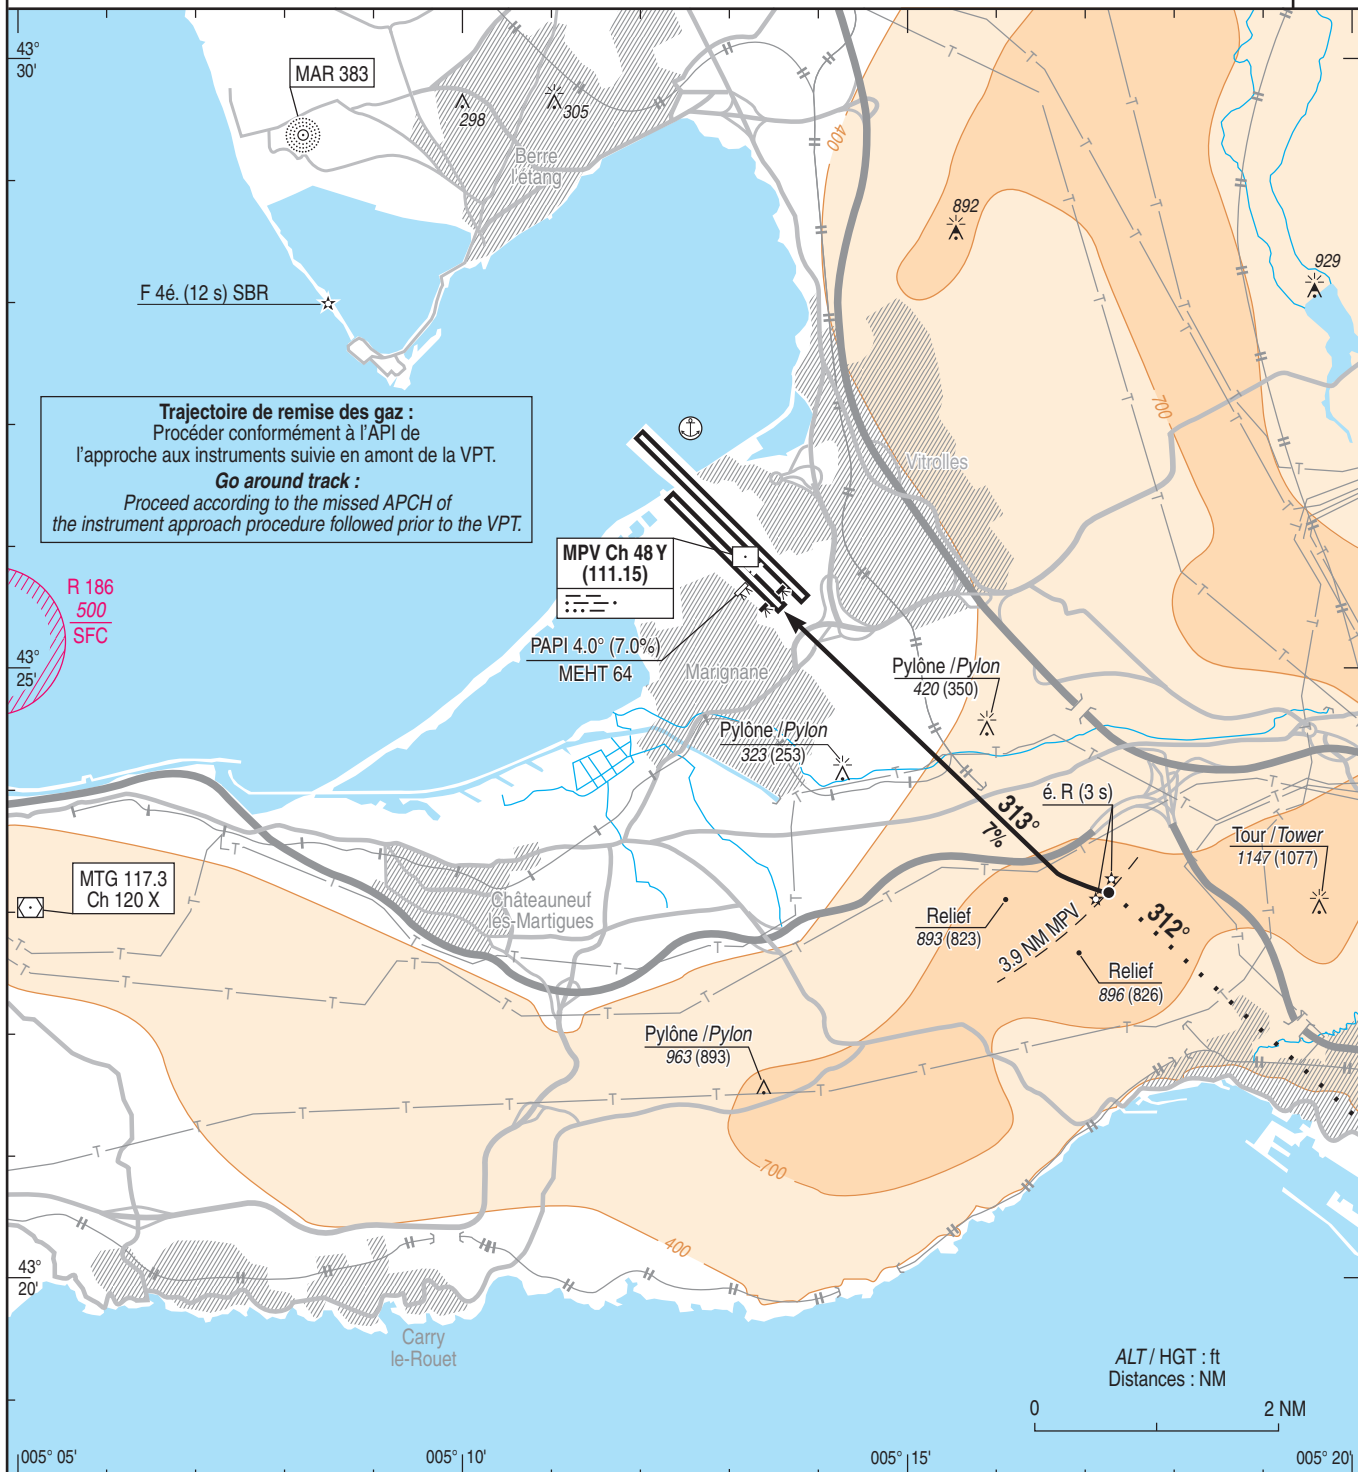 43°
30'
MAR 383
298
305
Berre
l'étang
400
892
929
F 4é. (12 s) SBR
Trajectoire de remise des gaz :
Procéder conformément à l'API de
l'approche aux instruments suivie en amont de la VPT.
Go around track :
Proceed according to the missed APCH of
the instrument approach procedure followed prior to the VPT.
700
Vitrolles
MPV Ch 48 Y
(111.15)
R 186
500
SFC
PAPI 4.0° (7.0%)
MEHT 64
43°
25'
Marignane
Pylône / Pylon
420 (350)
Pylône / Pylon
323 (253)
é. R (3 s)
313°
7%
Tour / Tower
1147 (1077)
MTG 117.3
Ch 120 X
Châteauneuf
lès-Martigues
Relief
893 (823)
3.9 NM MPV
312°
Relief
896 (826)
Pylône / Pylon
963 (893)
700
400
43°
20'
Carry
le-Rouet
ALT / HGT : ft
Distances : NM
0
2 NM
005° 05'
005° 10'
005° 15'
005° 20'